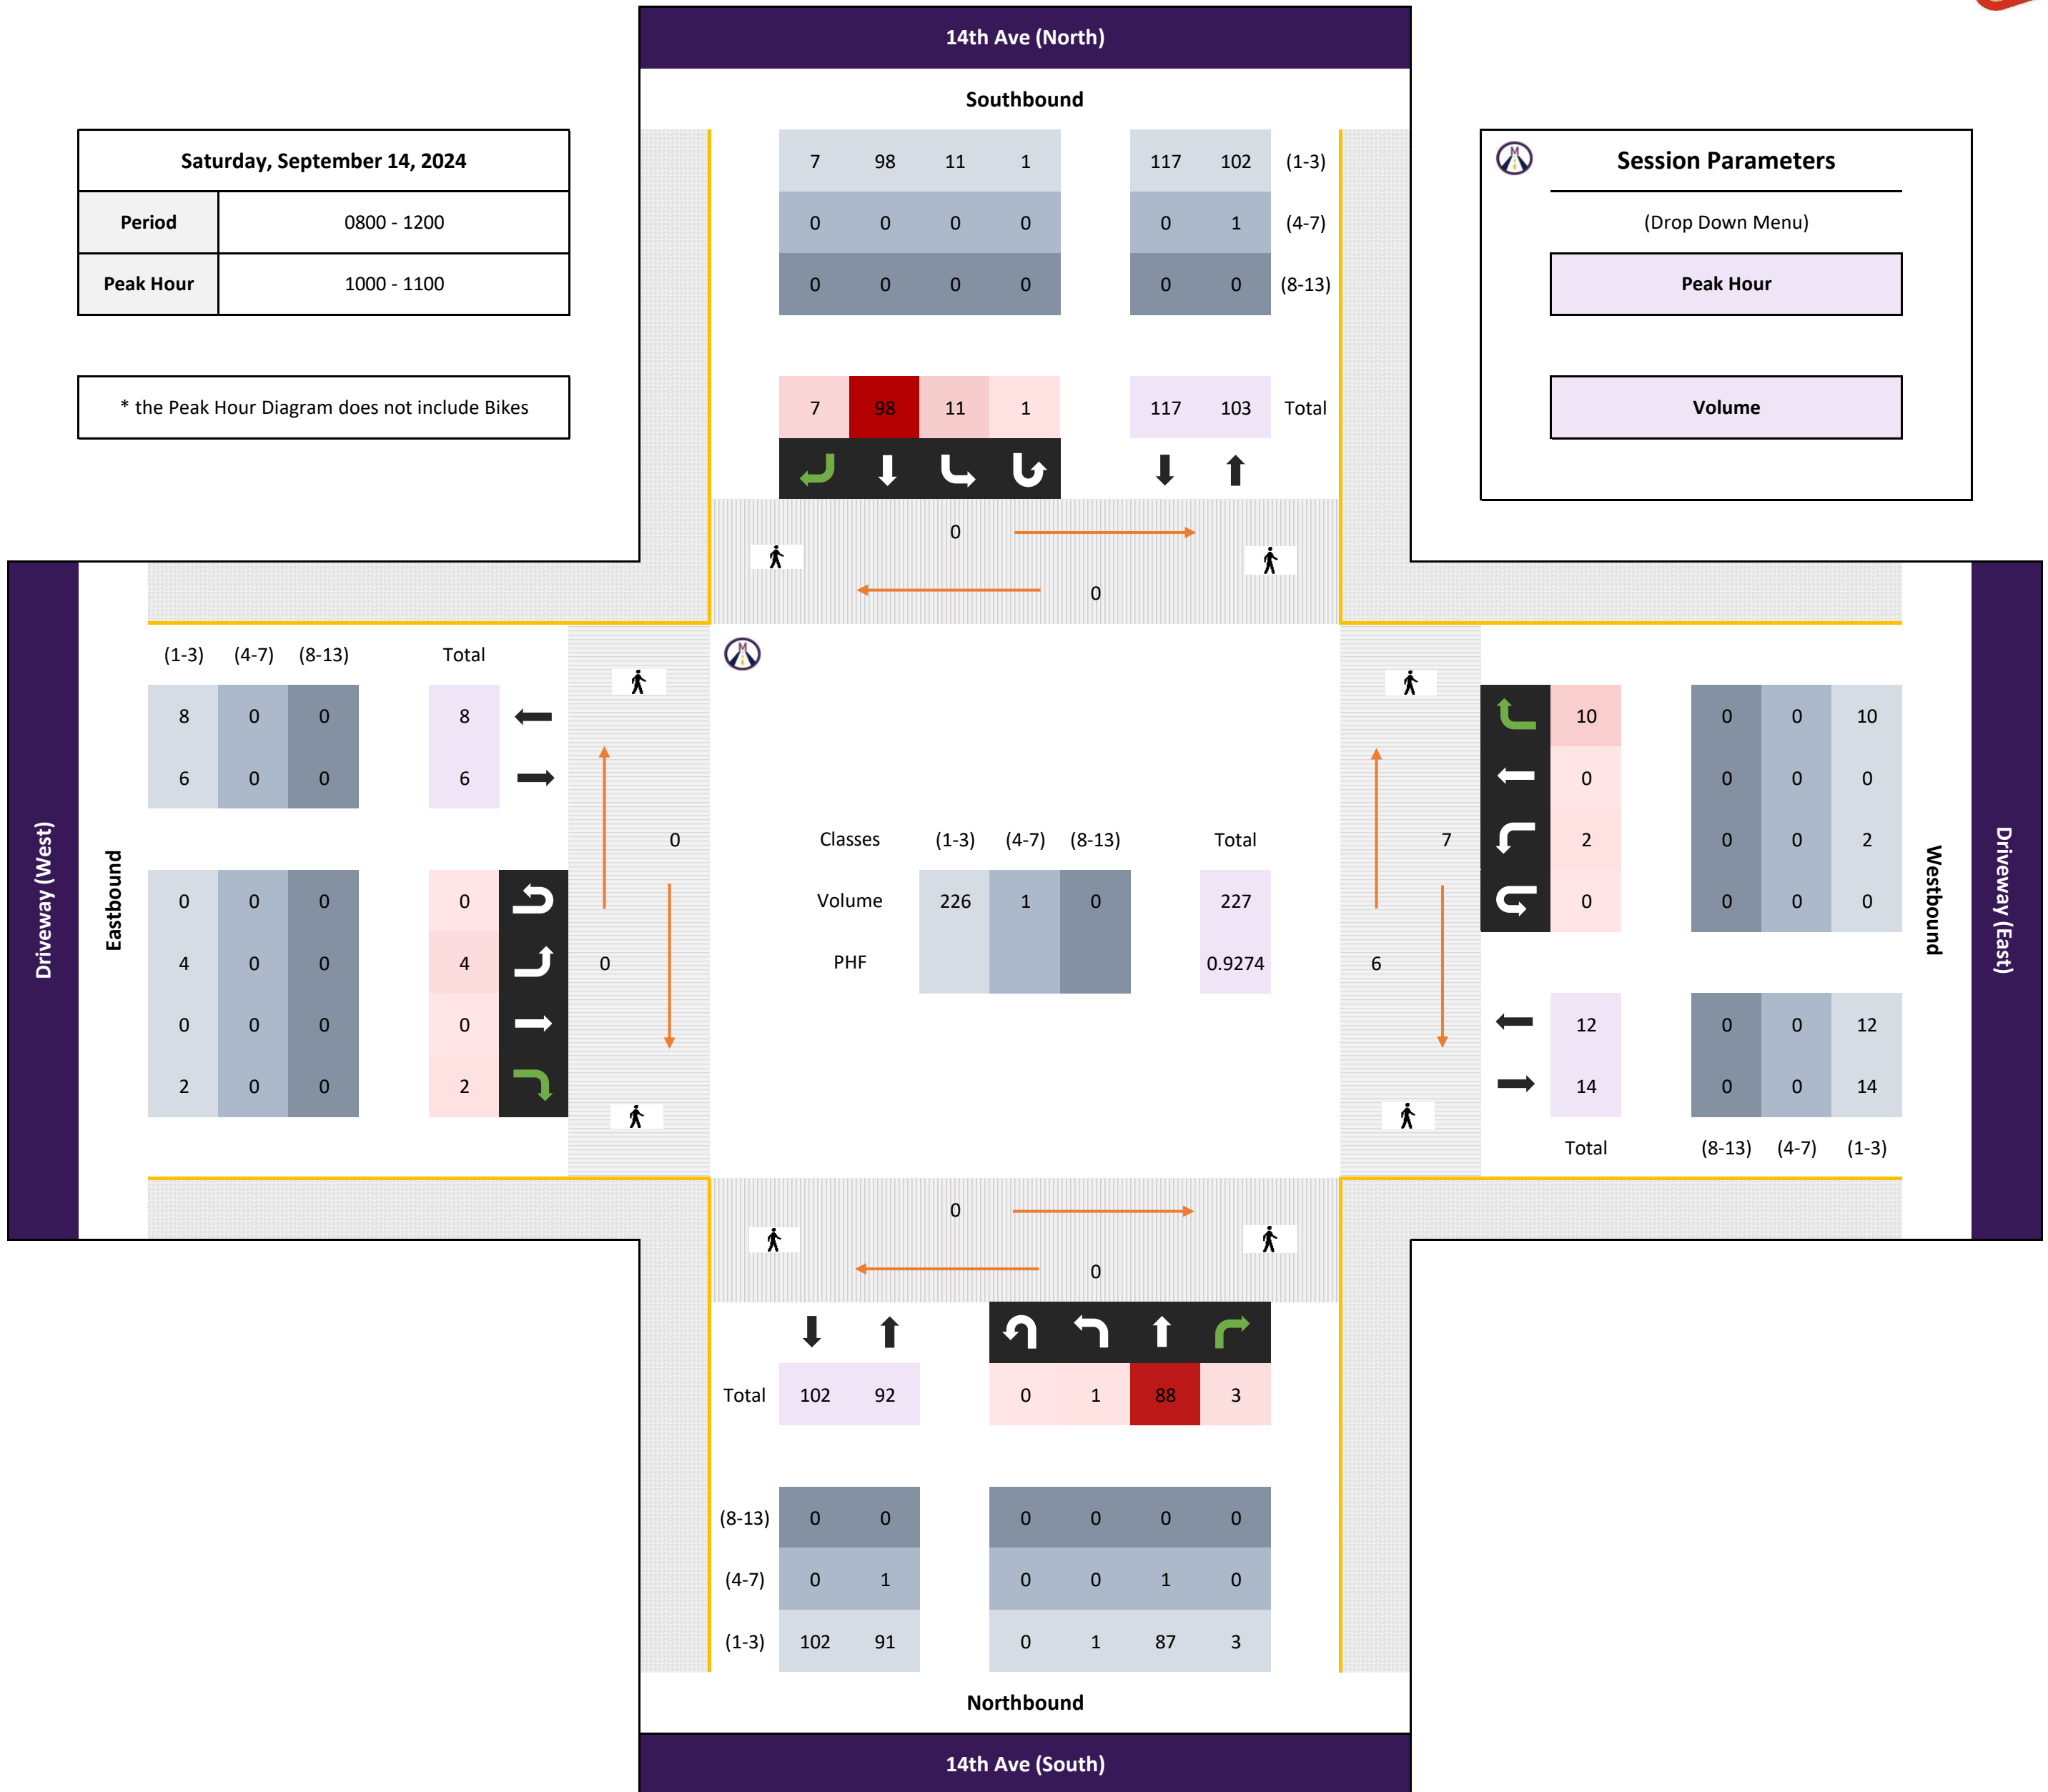 14th Ave (North)
Southbound
Saturday, September 14, 2024
Period 0800 - 1200
Peak Hour 1000 - 1100
* the Peak Hour Diagram does not include Bikes
7 98 11 1 117 102 (1-3)
0 0 0 0 0 1 (4-7)
0 0 0 0 0 0 (8-13)
7 98 11 1 117 103 Total
Session Parameters
(Drop Down Menu)
Peak Hour
Volume
0
0
Driveway (West)
Eastbound
(1-3) (4-7) (8-13) Total
8 0 0 8
6 0 0 6
0 0 0 0
4 0 0 4
0 0 0 0
2 0 0 2
0
0
M
Classes (1-3) (4-7) (8-13) Total
Volume 226 1 0 227
PHF 0.9274
7
6
10 0 0 10
0 0 0 0
2 0 0 2
0 0 0 0
12 0 0 12
14 0 0 14
Total (8-13) (4-7) (1-3)
Westbound
Driveway (East)
0
0
Total 102 92 0 1 88 3
(8-13) 0 0 0 0 0 0
(4-7) 0 1 0 0 1 0
(1-3) 102 91 0 1 87 3
Northbound
14th Ave (South)